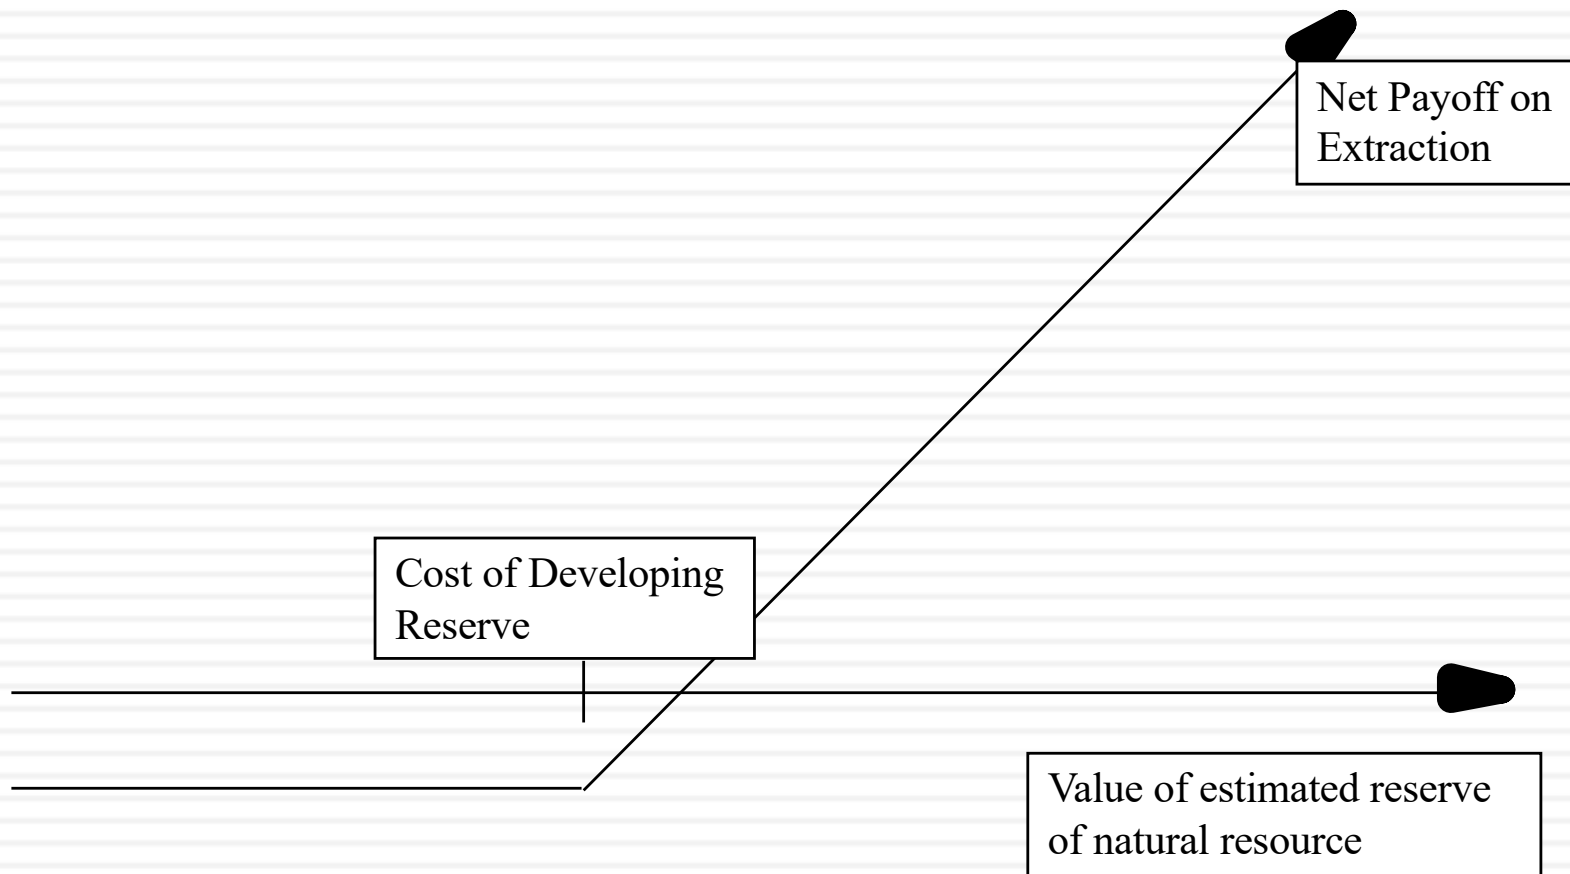 Net Payoff on
Extraction
Cost of Developing
Reserve
Value of estimated reserve
of natural resource